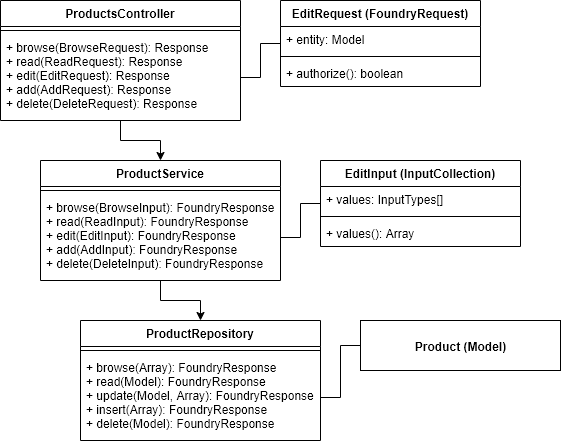 ProductsController
+ browse(BrowseRequest): Response
+ read(ReadRequest): Response
+ edit(EditRequest): Response
+ add(AddRequest): Response
+ delete(DeleteRequest): Response
EditRequest (FoundryRequest)
+ entity: Model
+ authorize(): boolean
ProductService
+ browse(BrowseInput): FoundryResponse
+ read(ReadInput): FoundryResponse
+ edit(EditInput): FoundryResponse
+ add(AddInput): FoundryResponse
+ delete(DeleteInput): FoundryResponse
EditInput (InputCollection)
+ values: InputTypes[]
+ values(): Array
ProductRepository
+ browse(Array): FoundryResponse
+ read(Model): FoundryResponse
+ update(Model, Array): FoundryResponse
+ insert(Array): FoundryResponse
+ delete(Model): FoundryResponse
Product (Model)